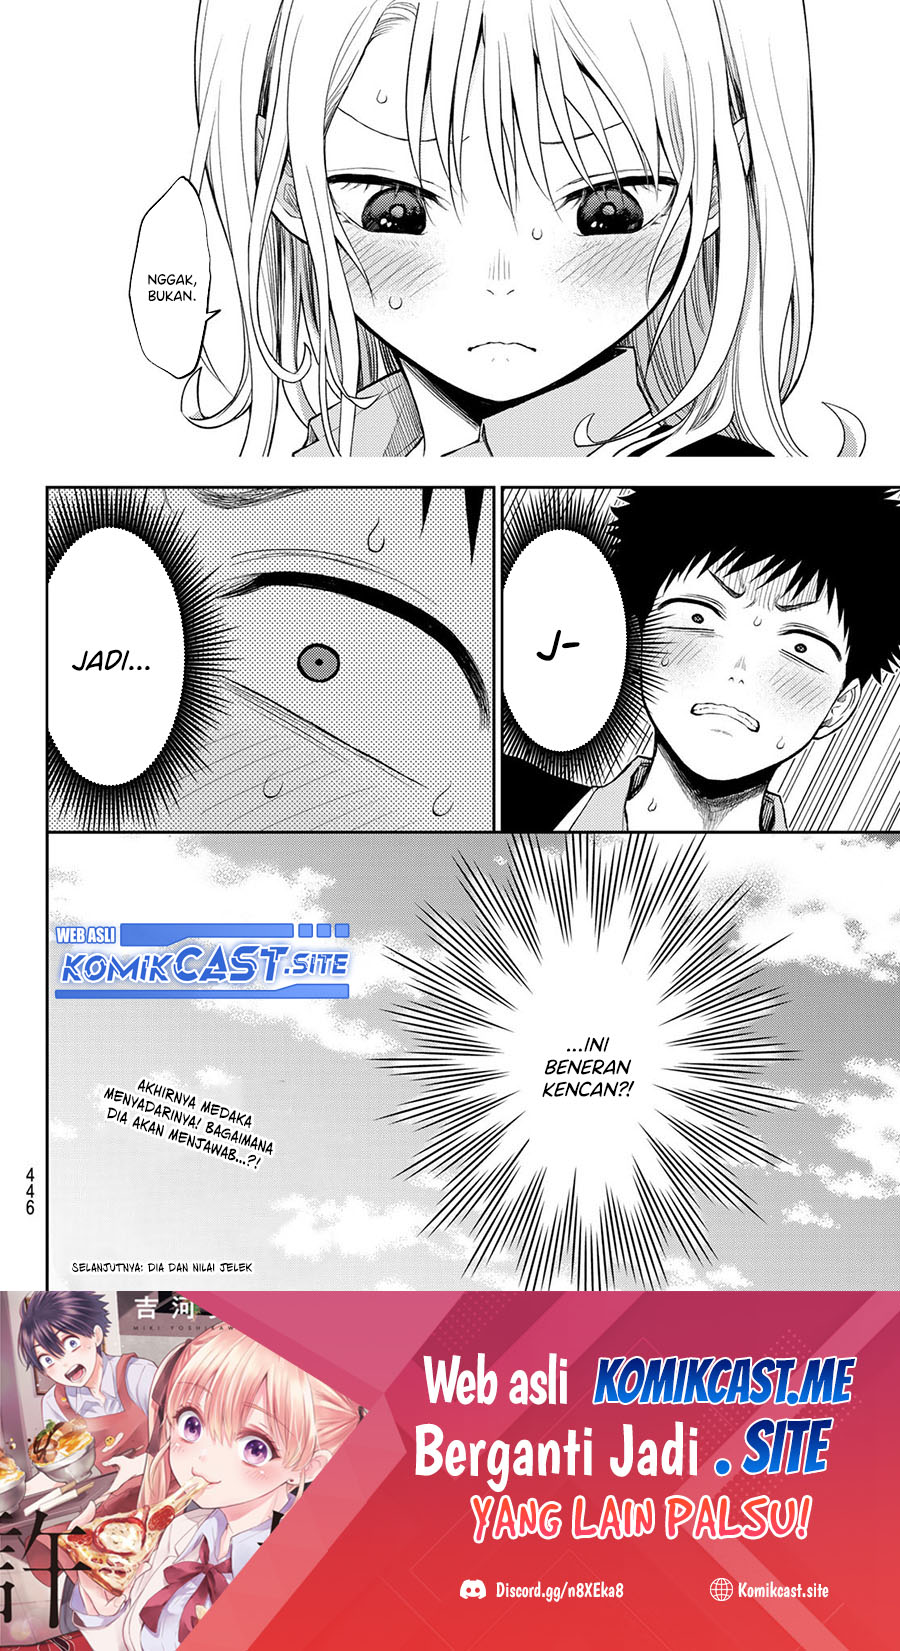 NGGAK,
BUKAN.
J-
JADI...
...INI
BENERAN
KENCAN?!
WEB ASLI
KOMIKCAST.SITE
AKHIRNYA MEDAKA
MENYADARINYA! BAGAIMANA
DIA AKAN MENJAWAB...?!
446
SELANJUTNYA: DIA DAN NILAI JELEK
吉河
MIKI YOSHIKAW
許
Web asli KOMIKCAST.ME
Berganti Jadi .SITE
YANG LAIN PALSU!
Discord.gg/n8XEka8
Komikcast.site